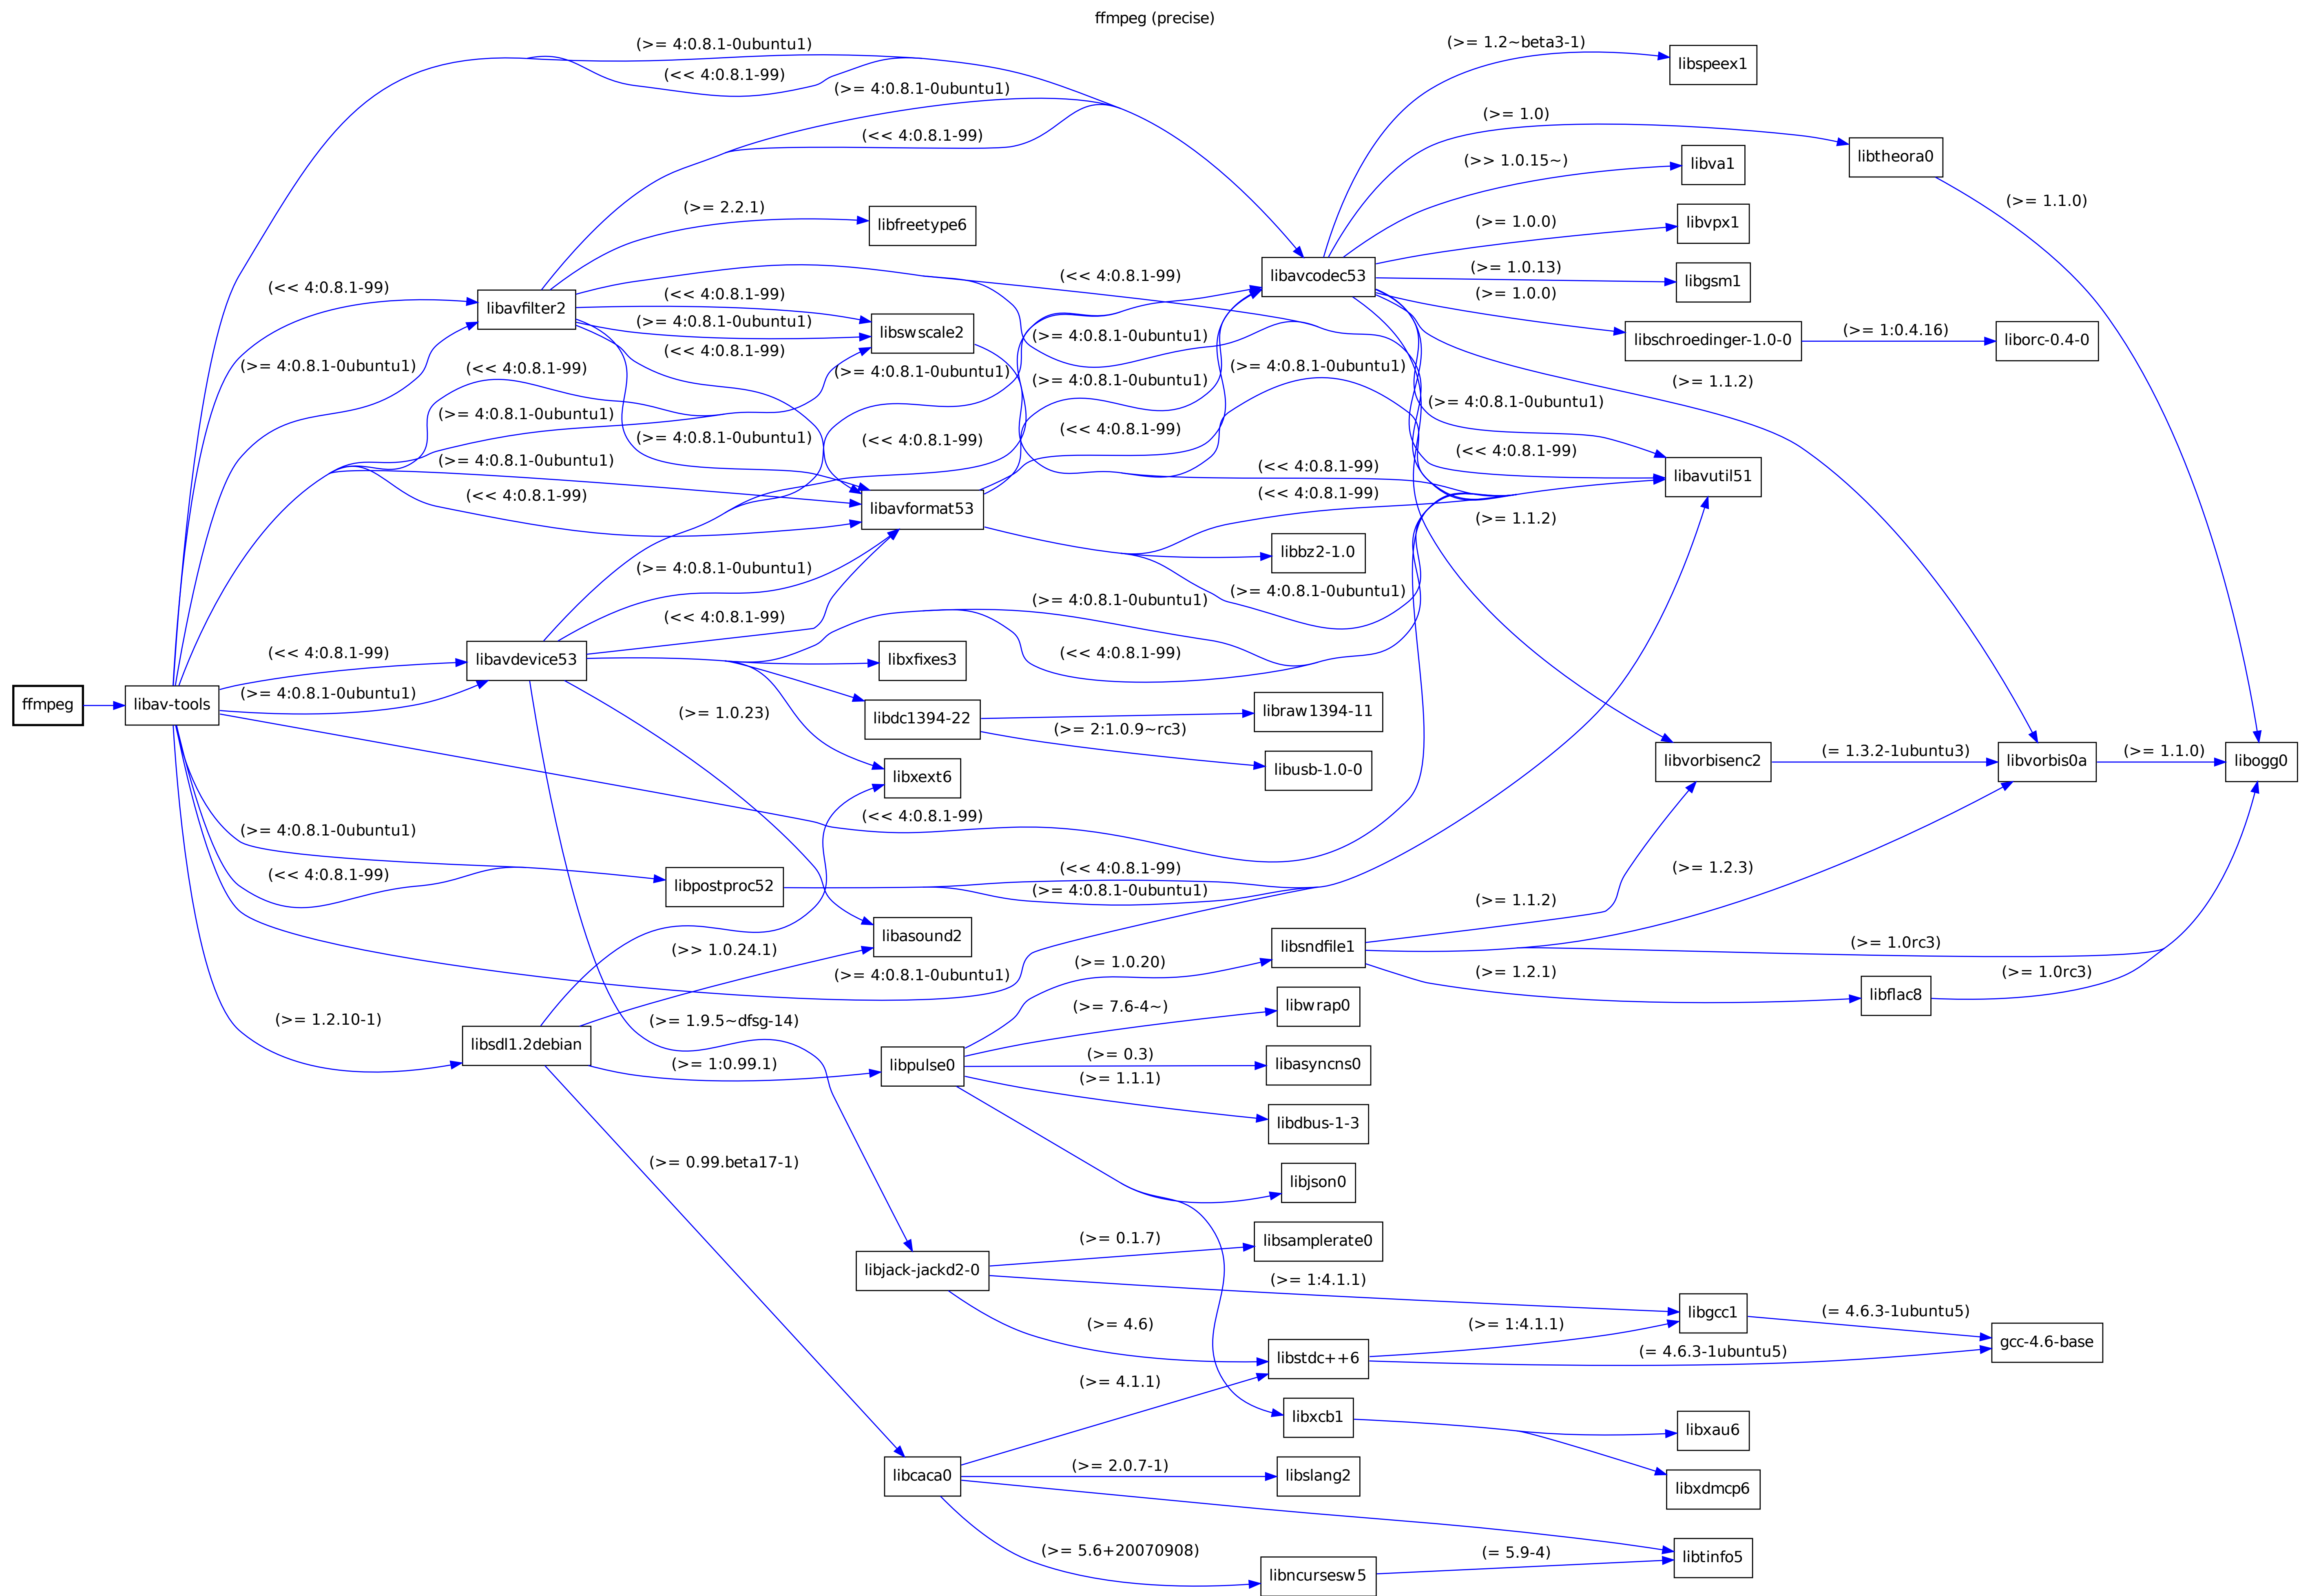 ffmpeg (precise)
(>= 4:0.8.1-0ubuntu1)
(>= 1.2~beta3-1)
libspeex1
(<< 4:0.8.1-99)
(>= 4:0.8.1-0ubuntu1)
(>= 1.0)
(<< 4:0.8.1-99)
libtheora0
(>> 1.0.15~)
libva1
(>= 1.1.0)
(>= 2.2.1)
libfreetype6
(>= 1.0.0)
libvpx1
(<< 4:0.8.1-99)
libavcodec53
(>= 1.0.13)
libgsm1
(<< 4:0.8.1-99)
(<< 4:0.8.1-99)
(>= 1.0.0)
libavfilter2
(>= 4:0.8.1-0ubuntu1)
libswscale2
(>= 4:0.8.1-0ubuntu1)
libschroedinger-1.0-0
(>= 1:0.4.16)
liborc-0.4-0
(<< 4:0.8.1-99)
(>= 4:0.8.1-0ubuntu1)
(<< 4:0.8.1-99)
(>= 4:0.8.1-0ubuntu1)
(>= 4:0.8.1-0ubuntu1)
(>= 4:0.8.1-0ubuntu1)
(>= 1.1.2)
(>= 4:0.8.1-0ubuntu1)
(>= 4:0.8.1-0ubuntu1)
(>= 4:0.8.1-0ubuntu1)
(<< 4:0.8.1-99)
(<< 4:0.8.1-99)
(<< 4:0.8.1-99)
(>= 4:0.8.1-0ubuntu1)
(<< 4:0.8.1-99)
libavutil51
(<< 4:0.8.1-99)
(<< 4:0.8.1-99)
libavformat53
(>= 1.1.2)
libbz2-1.0
(>= 4:0.8.1-0ubuntu1)
(>= 4:0.8.1-0ubuntu1)
(>= 4:0.8.1-0ubuntu1)
(<< 4:0.8.1-99)
(<< 4:0.8.1-99)
libavdevice53
libxfixes3
(<< 4:0.8.1-99)
(>= 4:0.8.1-0ubuntu1)
ffmpeg
libav-tools
(>= 1.0.23)
libdc1394-22
libraw1394-11
(>= 2:1.0.9~rc3)
libxext6
libusb-1.0-0
libvorbisenc2
(= 1.3.2-1ubuntu3)
libvorbis0a
(>= 1.1.0)
libogg0
(<< 4:0.8.1-99)
(>= 4:0.8.1-0ubuntu1)
(<< 4:0.8.1-99)
libpostproc52
(<< 4:0.8.1-99)
(>= 4:0.8.1-0ubuntu1)
(>= 1.2.3)
(>= 1.1.2)
libasound2
(>> 1.0.24.1)
libsndfile1
(>= 1.0rc3)
(>= 1.0.20)
(>= 4:0.8.1-0ubuntu1)
(>= 1.2.1)
libflac8
(>= 1.0rc3)
(>= 7.6-4~)
libwrap0
(>= 1.2.10-1)
libsdl1.2debian
(>= 1.9.5~dfsg-14)
(>= 1:0.99.1)
libpulse0
(>= 0.3)
libasyncns0
(>= 1.1.1)
libdbus-1-3
(>= 0.99.beta17-1)
libjson0
(>= 0.1.7)
libsamplerate0
libjack-jackd2-0
(>= 1:4.1.1)
(>= 4.6)
libgcc1
(= 4.6.3-1ubuntu5)
(>= 1:4.1.1)
gcc-4.6-base
libstdc++6
(= 4.6.3-1ubuntu5)
(>= 4.1.1)
libxcb1
libxau6
libcaca0
(>= 2.0.7-1)
libslang2
libxdmcp6
(>= 5.6+20070908)
libncursesw5
(= 5.9-4)
libtinfo5